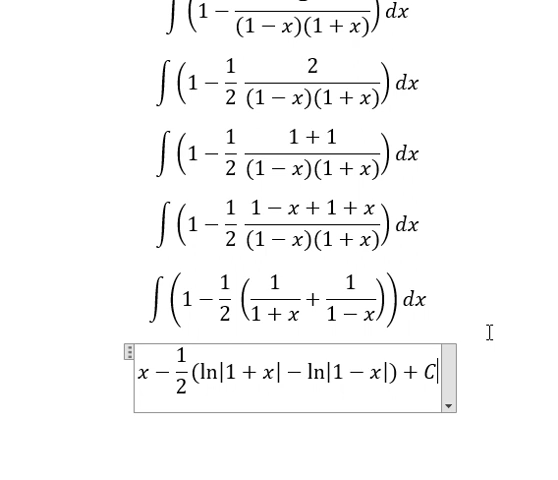 ∫(1 − /(1 − x)(1 + x)) dx
∫(1 − 1/2 2/((1 − x)(1 + x))) dx
∫(1 − 1/2 (1 + 1)/((1 − x)(1 + x))) dx
∫(1 − 1/2 (1 − x + 1 + x)/((1 − x)(1 + x))) dx
∫(1 − 1/2 (1/(1 + x) + 1/(1 − x))) dx
x − 1/2 (ln|1 + x| − ln|1 − x|) + C